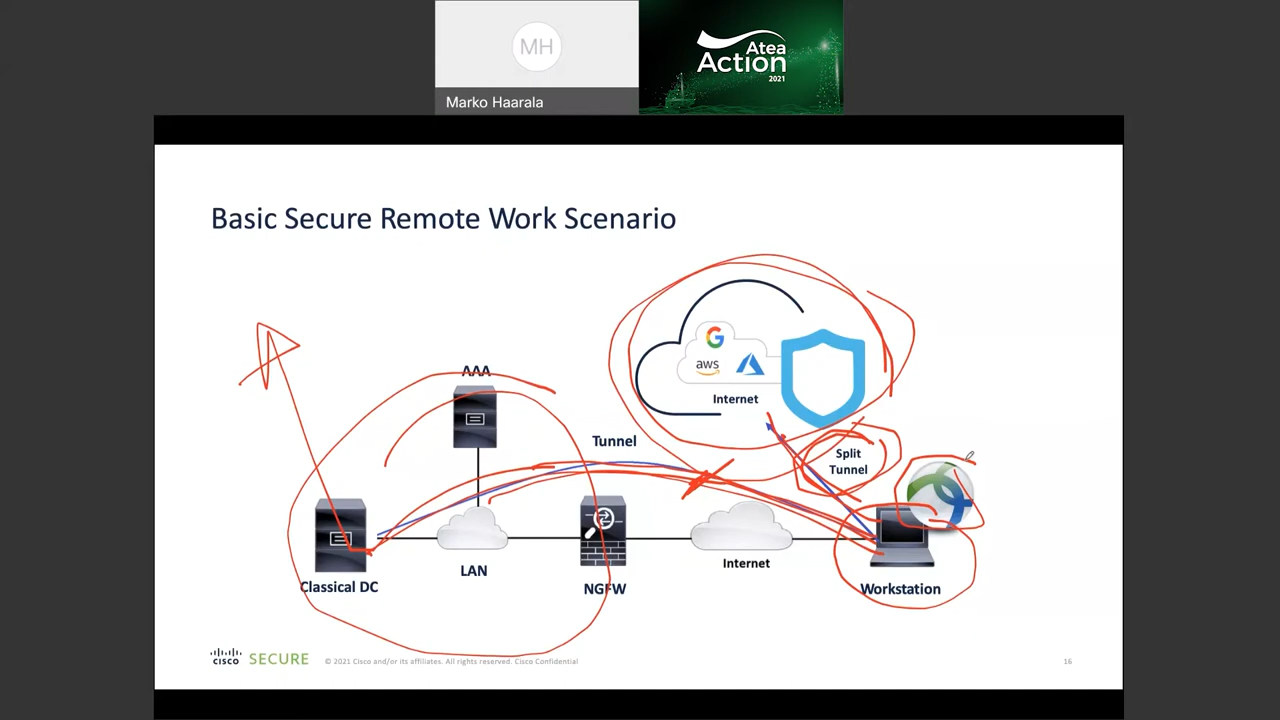 MH
Marko Haarala
Atea
Action
2021
Basic Secure Remote Work Scenario
AAA
G
aws
Internet
Tunnel
Split
Tunnel
Classical DC
LAN
NGFW
Internet
Workstation
CISCO SECURE © 2021 Cisco and/or its affiliates. All rights reserved. Cisco Confidential 16